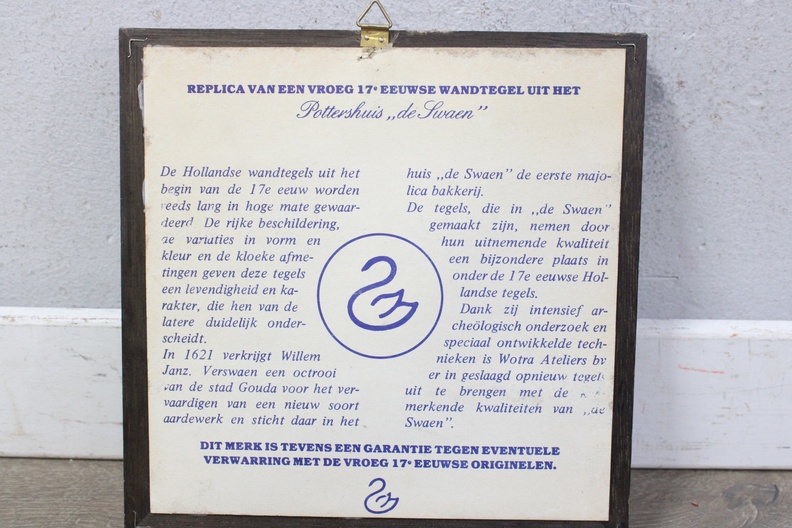 REPLICA VAN EEN VROEG 17e EEUWSE WANDTEGEL UIT HET
Pottershuis „de Swaen”
De Hollandse wandtegels uit het
begin van de 17e eeuw worden
reeds lang in hoge mate gewaar-
deerd De rijke beschildering,
de variaties in vorm en
kleur en de kloeke afme-
tingen geven deze tegels
een levendigheid en ka-
rakter, die hen van de
latere duidelijk onder-
scheidt.
In 1621 verkrijgt Willem
Janz. Verswaen een octrooi
van de stad Gouda voor het ver-
vaardigen van een nieuw soort
aardewerk en sticht daar in het
huis „de Swaen” de eerste majo-
lica bakkerij.
De tegels, die in „de Swaen”
gemaakt zijn, nemen door
hun uitnemende kwaliteit
een bijzondere plaats in
onder de 17e eeuwse Hol-
landse tegels.
Dank zij intensief ar-
cheölogisch onderzoek en
speciaal ontwikkelde tech-
nieken is Wotra Ateliers bv
er in geslaagd opnieuw tegels
uit te brengen met de
merkende kwaliteiten van „de
Swaen”.
DIT MERK IS TEVENS EEN GARANTIE TEGEN EVENTUELE
VERWARRING MET DE VROEG 17e EEUWSE ORIGINELEN.